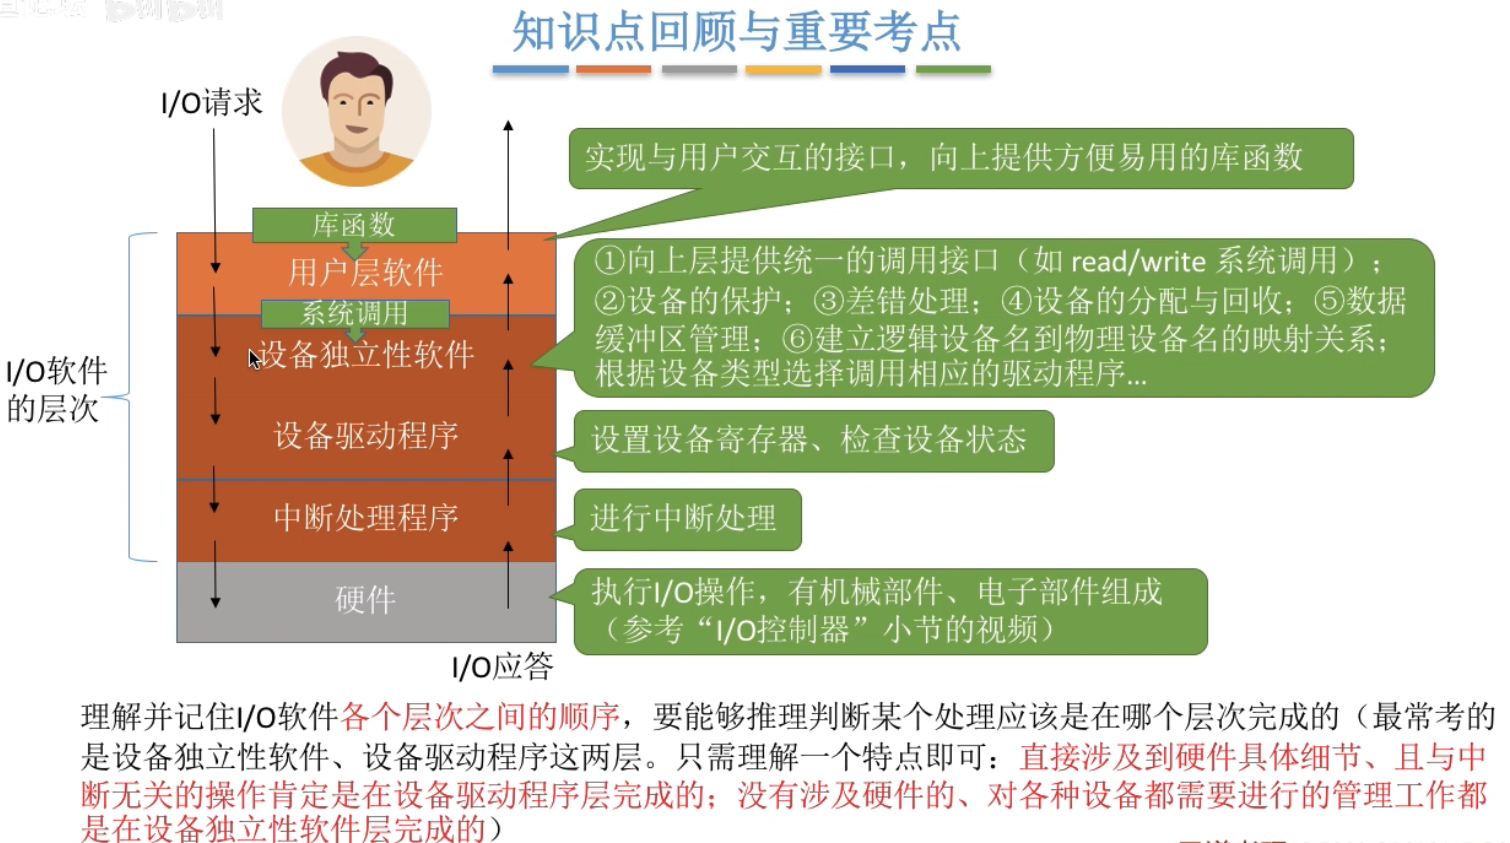 知识点回顾与重要考点
I/O请求
实现与用户交互的接口，向上提供方便易用的库函数
库函数
用户层软件
系统调用
设备独立性软件
①向上层提供统一的调用接口（如 read/write 系统调用）；
②设备的保护；③差错处理；④设备的分配与回收；⑤数据
缓冲区管理；⑥建立逻辑设备名到物理设备名的映射关系；
根据设备类型选择调用相应的驱动程序...
I/O软件
的层次
设备驱动程序
设置设备寄存器、检查设备状态
中断处理程序
进行中断处理
硬件
执行I/O操作，有机械部件、电子部件组成
（参考“I/O控制器”小节的视频）
I/O应答
理解并记住I/O软件各个层次之间的顺序，要能够推理判断某个处理应该是在哪个层次完成的（最常考的
是设备独立性软件、设备驱动程序这两层。只需理解一个特点即可：直接涉及到硬件具体细节、且与中
断无关的操作肯定是在设备驱动程序层完成的；没有涉及硬件的、对各种设备都需要进行的管理工作都
是在设备独立性软件层完成的）